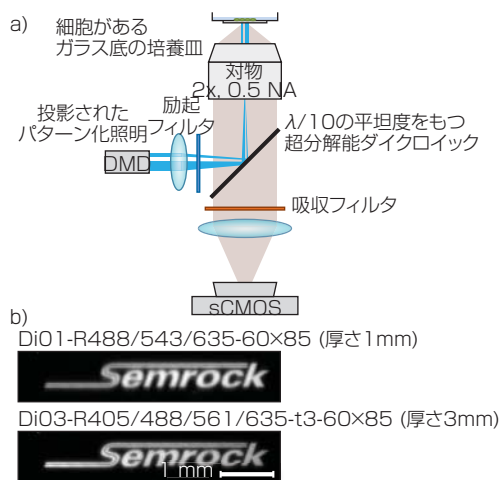 a)
細胞がある
ガラス底の培養皿
対物
2x, 0.5 NA
投影された
パターン化照明
励起
フィルタ
λ/10の平坦度をもつ
超分解能ダイクロイック
DMD
吸収フィルタ
sCMOS
b)
Di01-R488/543/635-60×85 (厚さ1mm)
Semrock
Di03-R405/488/561/635-t3-60×85 (厚さ3mm)
Semrock
1 mm